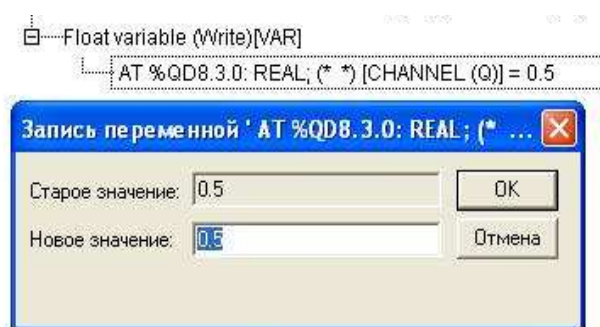 Float variable (Write)[VAR]
AT %QD8.3.0: REAL; (* *) [CHANNEL (Q)] = 0.5
Запись переменной ' AT %QD8.3.0: REAL; (* ...
Старое значение: 0.5 OK
Новое значение: 0.5 Отмена